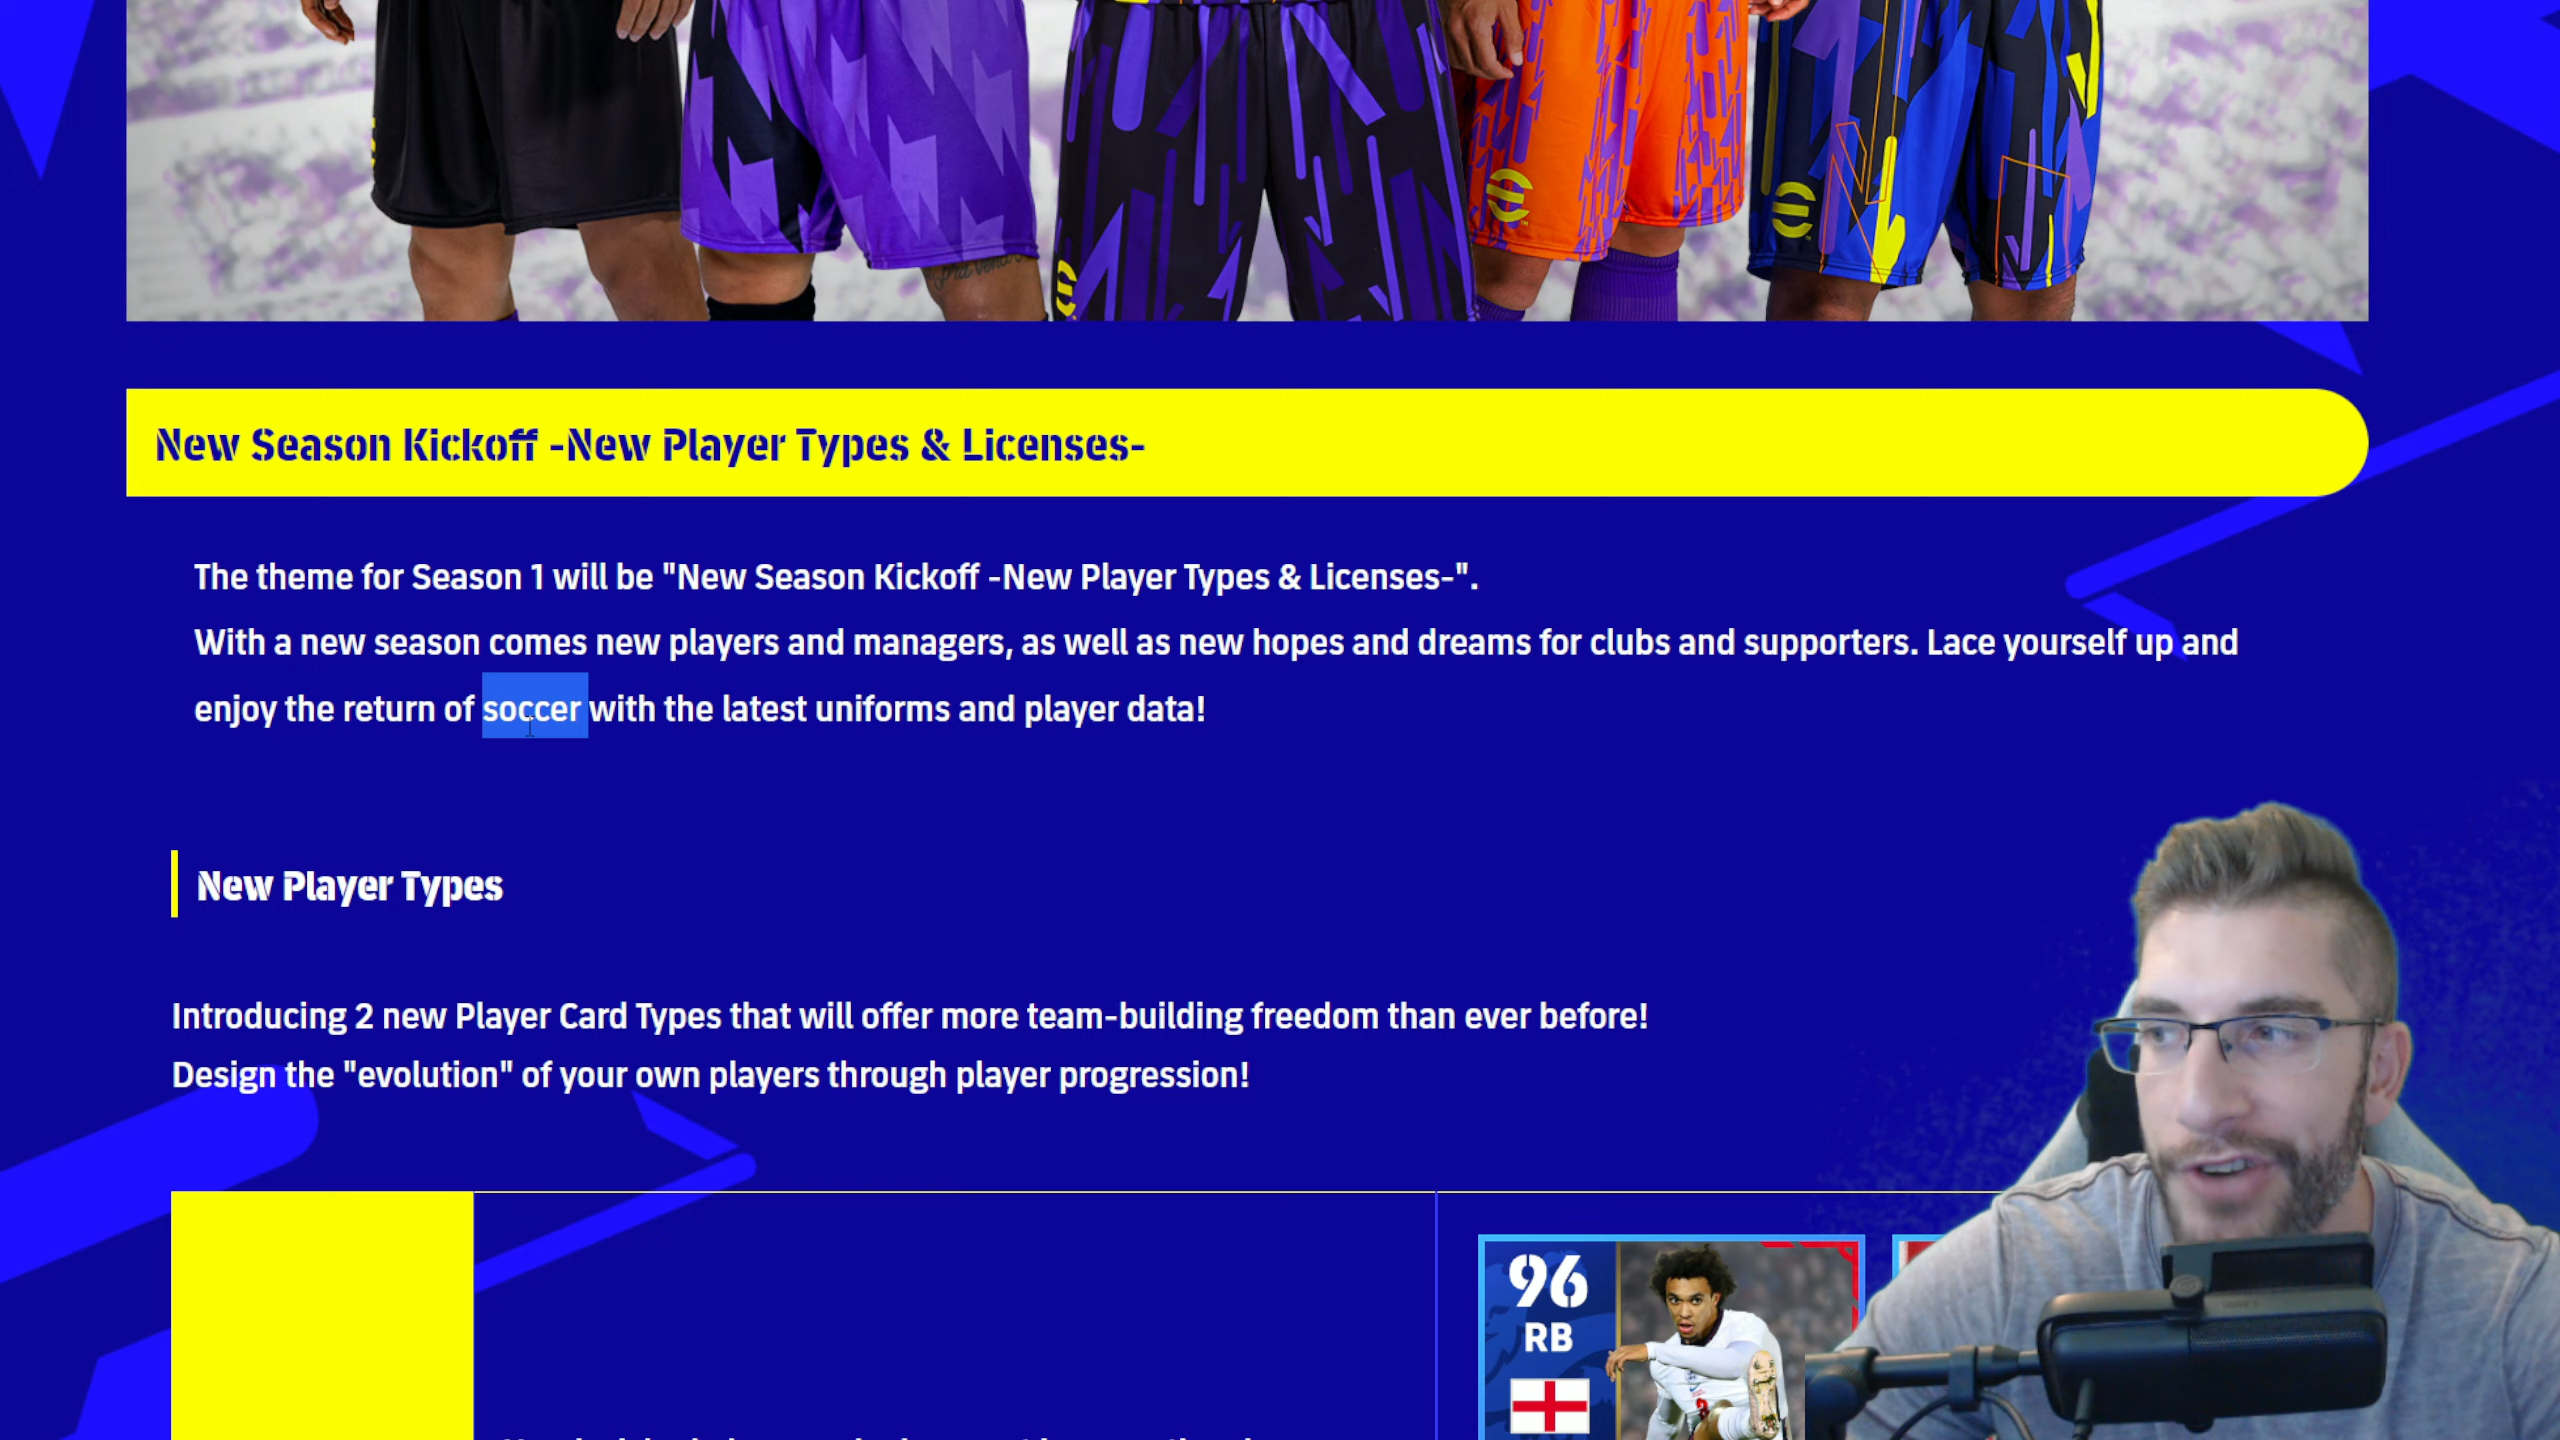 New Season Kickoff -New Player Types & Licenses-
The theme for Season 1 will be "New Season Kickoff -New Player Types & Licenses-".
With a new season comes new players and managers, as well as new hopes and dreams for clubs and supporters. Lace yourself up and
enjoy the return of soccer with the latest uniforms and player data!
New Player Types
Introducing 2 new Player Card Types that will offer more team-building freedom than ever before!
Design the "evolution" of your own players through player progression!
96
RB